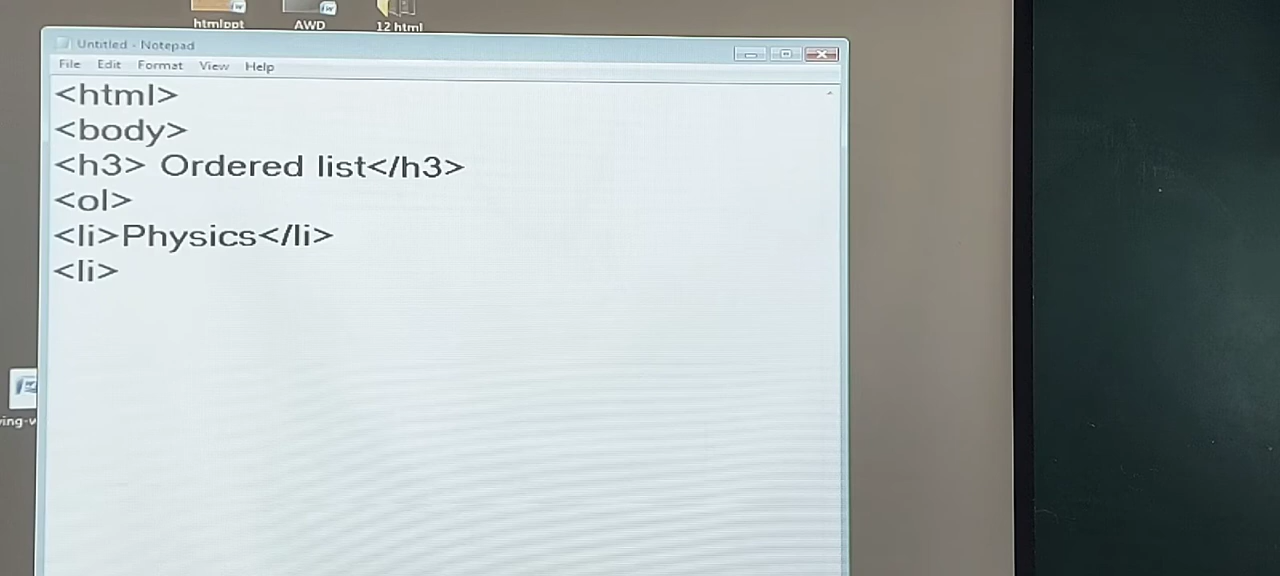 htmlppt AWD 12 html
Untitled - Notepad
File Edit Format View Help
<html>
<body>
<h3> Ordered list</h3>
<ol>
<li>Physics</li>
<li>